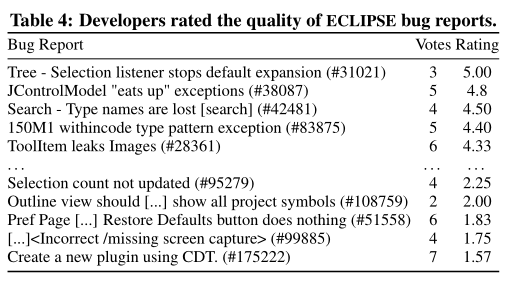 Table 4: Developers rated the quality of ECLIPSE bug reports.
Bug Report Votes Rating
Tree - Selection listener stops default expansion (#31021) 3 5.00
JControlModel "eats up" exceptions (#38087) 5 4.8
Search - Type names are lost [search] (#42481) 4 4.50
150M1 withincode type pattern exception (#83875) 5 4.40
ToolItem leaks Images (#28361) 6 4.33
... ... ...
Selection count not updated (#95279) 4 2.25
Outline view should [...] show all project symbols (#108759) 2 2.00
Pref Page [...] Restore Defaults button does nothing (#51558) 6 1.83
[...]<Incorrect /missing screen capture> (#99885) 4 1.75
Create a new plugin using CDT. (#175222) 7 1.57